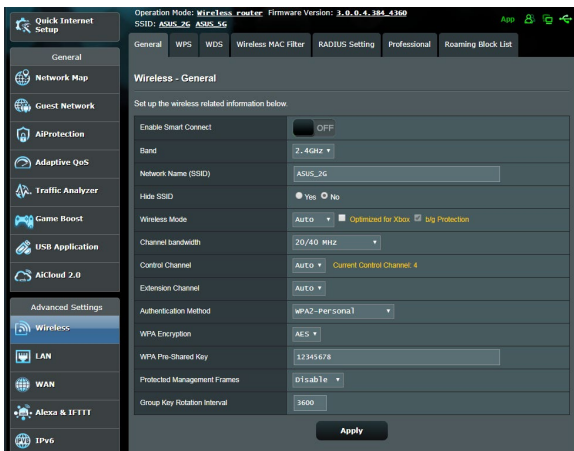 Operation Mode: Wireless router Firmware Version: 3.0.0.4.384_4360
SSID: ASUS_2G ASUS_5G
App
Quick Internet
Setup
General
Network Map
Guest Network
AiProtection
Adaptive QoS
Traffic Analyzer
Game Boost
USB Application
AiCloud 2.0
Advanced Settings
Wireless
LAN
WAN
Alexa & IFTTT
IPv6
General WPS WDS Wireless MAC Filter RADIUS Setting Professional Roaming Block List
Wireless - General
Set up the wireless related information below.
Enable Smart Connect OFF
Band 2.4GHz
Network Name (SSID) ASUS_2G
Hide SSID Yes No
Wireless Mode Auto Optimized for Xbox b/g Protection
Channel bandwidth 20/40 MHz
Control Channel Auto Current Control Channel: 4
Extension Channel Auto
Authentication Method WPA2-Personal
WPA Encryption AES
WPA Pre-Shared Key 12345678
Protected Management Frames Disable
Group Key Rotation Interval 3600
Apply